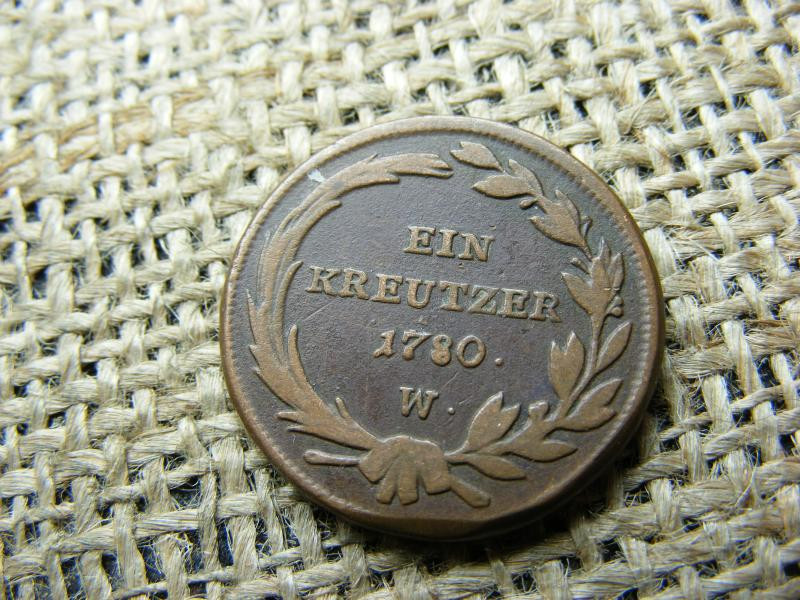 EIN
KREUTZER
1780.
W.